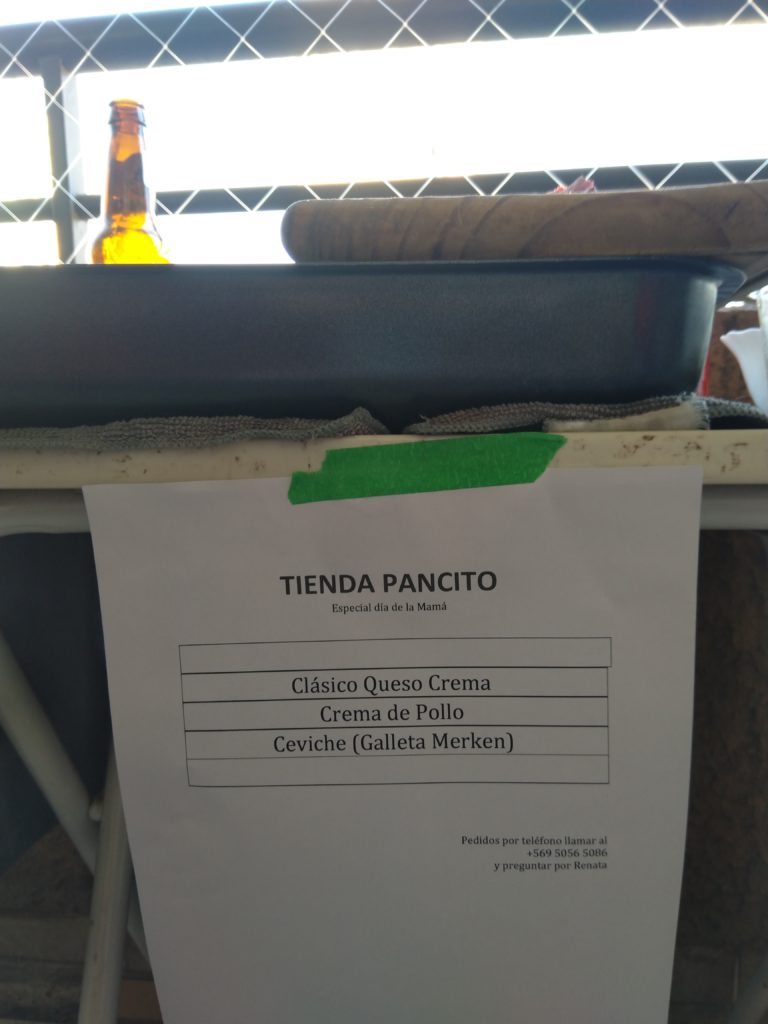 TIENDA PANCITO
Especial día de la Mamá
Clásico Queso Crema
Crema de Pollo
Ceviche (Galleta Merken)
Pedidos por teléfono llamar al
+569 5056 5086
y preguntar por Renata